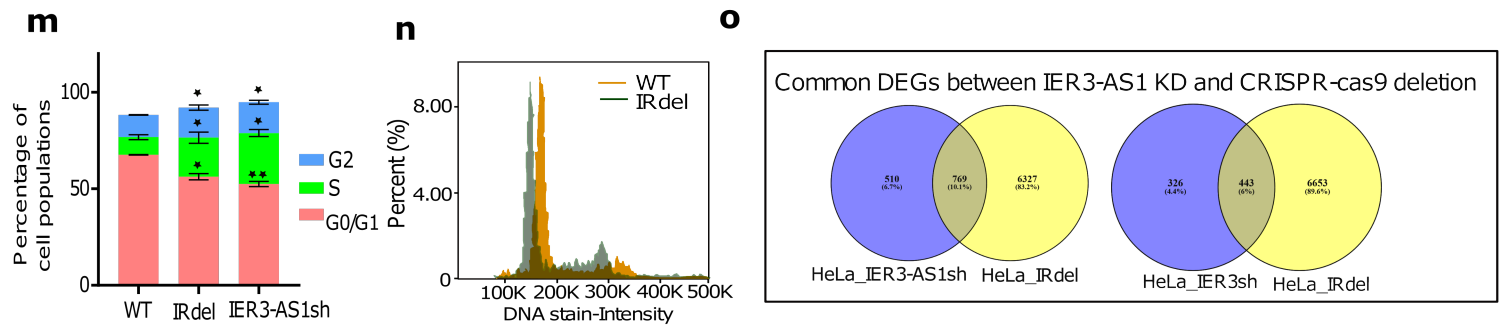 m
Percentage of
cell populations
100
50
0
WT
IRdel
IER3-AS1sh
G2
S
G0/G1
n
Percent (%)
8.00
4.00
0
WT
IRdel
100K
200K
300K
400K
500K
DNA stain-Intensity
o
Common DEGs between IER3-AS1 KD and CRISPR-cas9 deletion
510
(6.7%)
769
(10.1%)
6327
(83.2%)
HeLa_IER3-AS1sh
HeLa_IRdel
326
(4.4%)
443
(6%)
6653
(89.6%)
HeLa_IER3sh
HeLa_IRdel